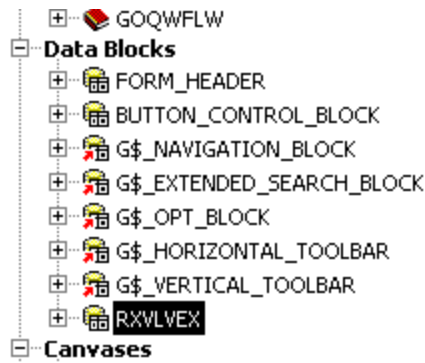 GOQWFLW
Data Blocks
FORM_HEADER
BUTTON_CONTROL_BLOCK
G$_NAVIGATION_BLOCK
G$_EXTENDED_SEARCH_BLOCK
G$_OPT_BLOCK
G$_HORIZONTAL_TOOLBAR
G$_VERTICAL_TOOLBAR
RXVLVEX
Canvases